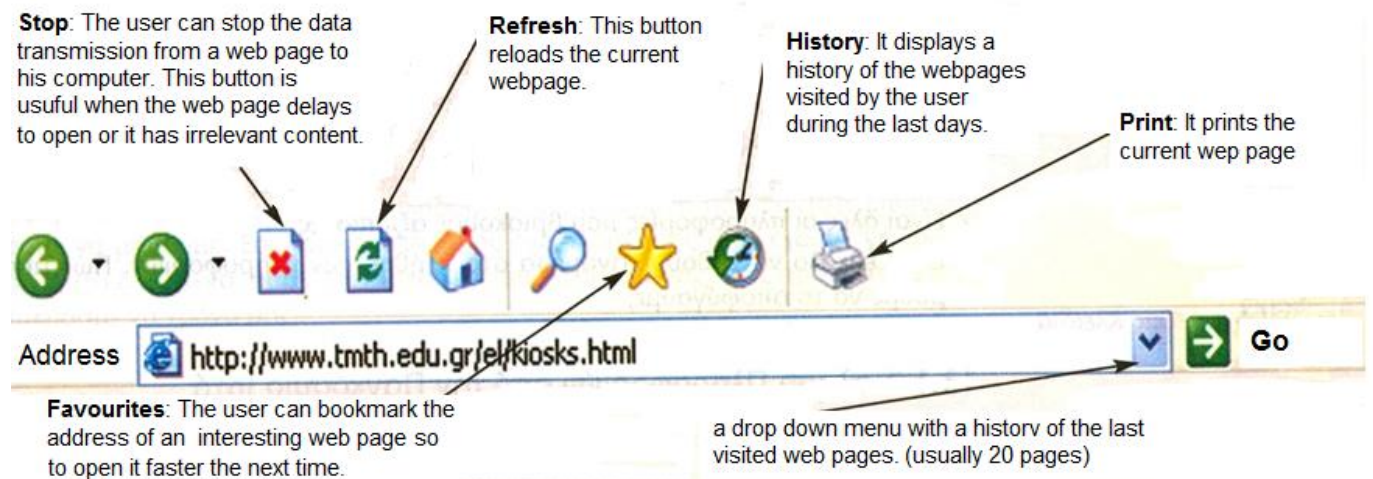 Stop: The user can stop the data
transmission from a web page to
his computer. This button is
usuful when the web page delays
to open or it has irrelevant content.
Refresh: This button
reloads the current
webpage.
History: It displays a
history of the webpages
visited by the user
during the last days.
Print: It prints the
current wep page
Address http://www.tmth.edu.gr/el/kiosks.html Go
Favourites: The user can bookmark the
address of an interesting web page so
to open it faster the next time.
a drop down menu with a history of the last
visited web pages. (usually 20 pages)